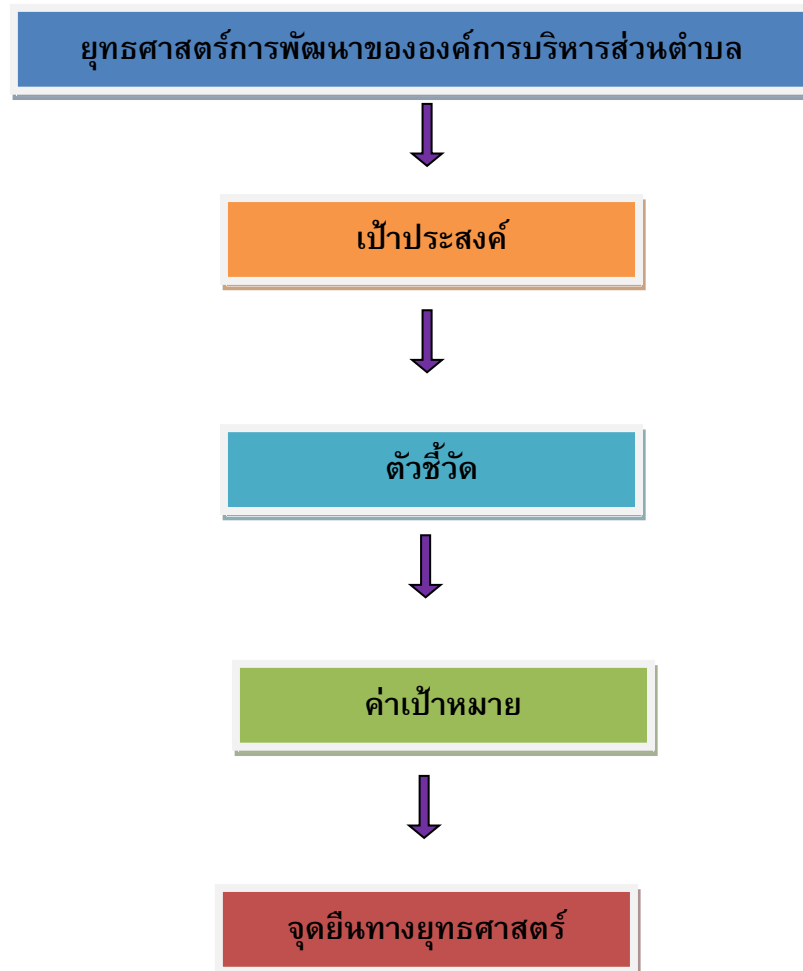 ยุทธศาสตร์การพัฒนาขององค์การบริหารส่วนตำบล
เป้าประสงค์
ตัวชี้วัด
ค่าเป้าหมาย
จุดยืนทางยุทธศาสตร์